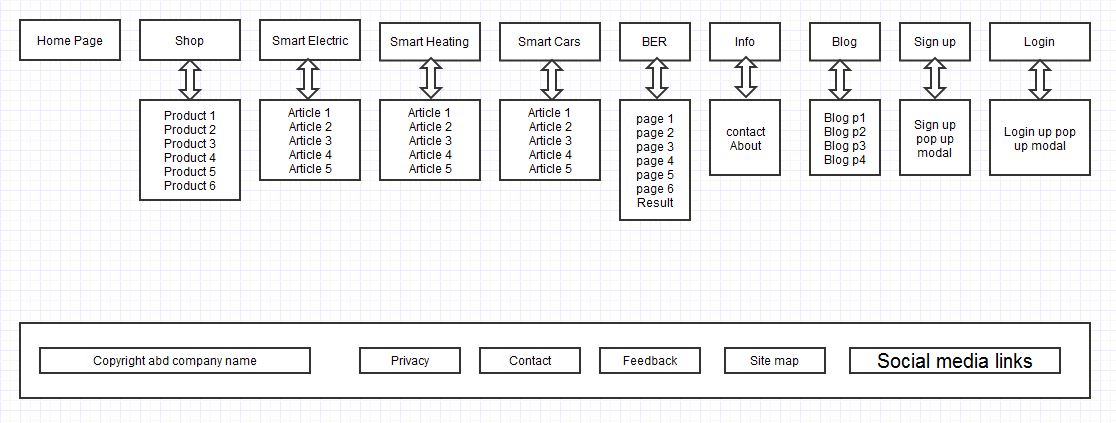 Home Page
Shop
Smart Electric
Smart Heating
Smart Cars
BER
Info
Blog
Sign up
Login
Product 1
Product 2
Product 3
Product 4
Product 5
Product 6
Article 1
Article 2
Article 3
Article 4
Article 5
Article 1
Article 2
Article 3
Article 4
Article 5
Article 1
Article 2
Article 3
Article 4
Article 5
page 1
page 2
page 3
page 4
page 5
page 6
Result
contact
About
Blog p1
Blog p2
Blog p3
Blog p4
Sign up
pop up
modal
Login up pop
up modal
Copyright abd company name
Privacy
Contact
Feedback
Site map
Social media links